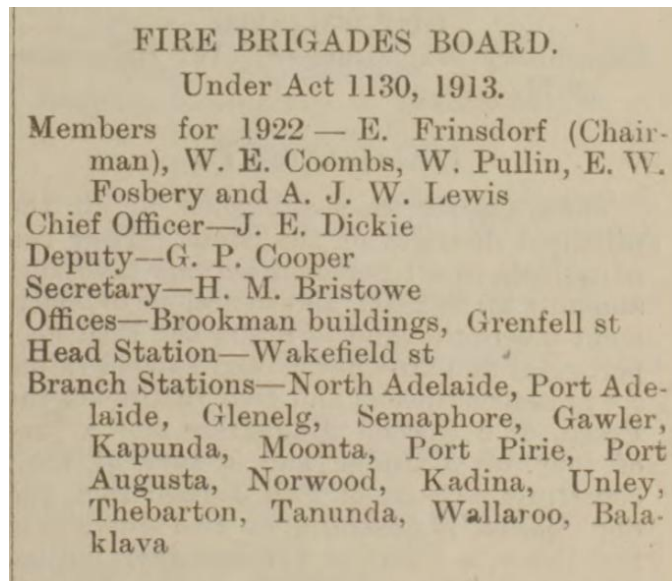 FIRE BRIGADES BOARD.
Under Act 1130, 1913.
Members for 1922 — E. Frinsdorf (Chair-
man), W. E. Coombs, W. Pullin, E. W.
Fosbery and A. J. W. Lewis
Chief Officer—J. E. Dickie
Deputy—G. P. Cooper
Secretary—H. M. Bristowe
Offices—Brookman buildings, Grenfell st
Head Station—Wakefield st
Branch Stations—North Adelaide, Port Ade-
laide, Glenelg, Semaphore, Gawler,
Kapunda, Moonta, Port Pirie, Port
Augusta, Norwood, Kadina, Unley,
Thebarton, Tanunda, Wallaroo, Bala-
klava